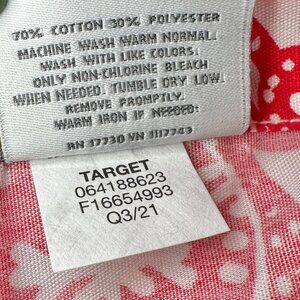 70% COTTON 30% POLYESTER
MACHINE WASH WARM NORMAL.
WASH WITH LIKE COLORS.
ONLY NON-CHLORINE BLEACH
WHEN NEEDED. TUMBLE DRY LOW.
REMOVE PROMPTLY.
WARM IRON IF NEEDED.
RN 17730 VN 1117743
TARGET
064188623
F16654993
Q3/21